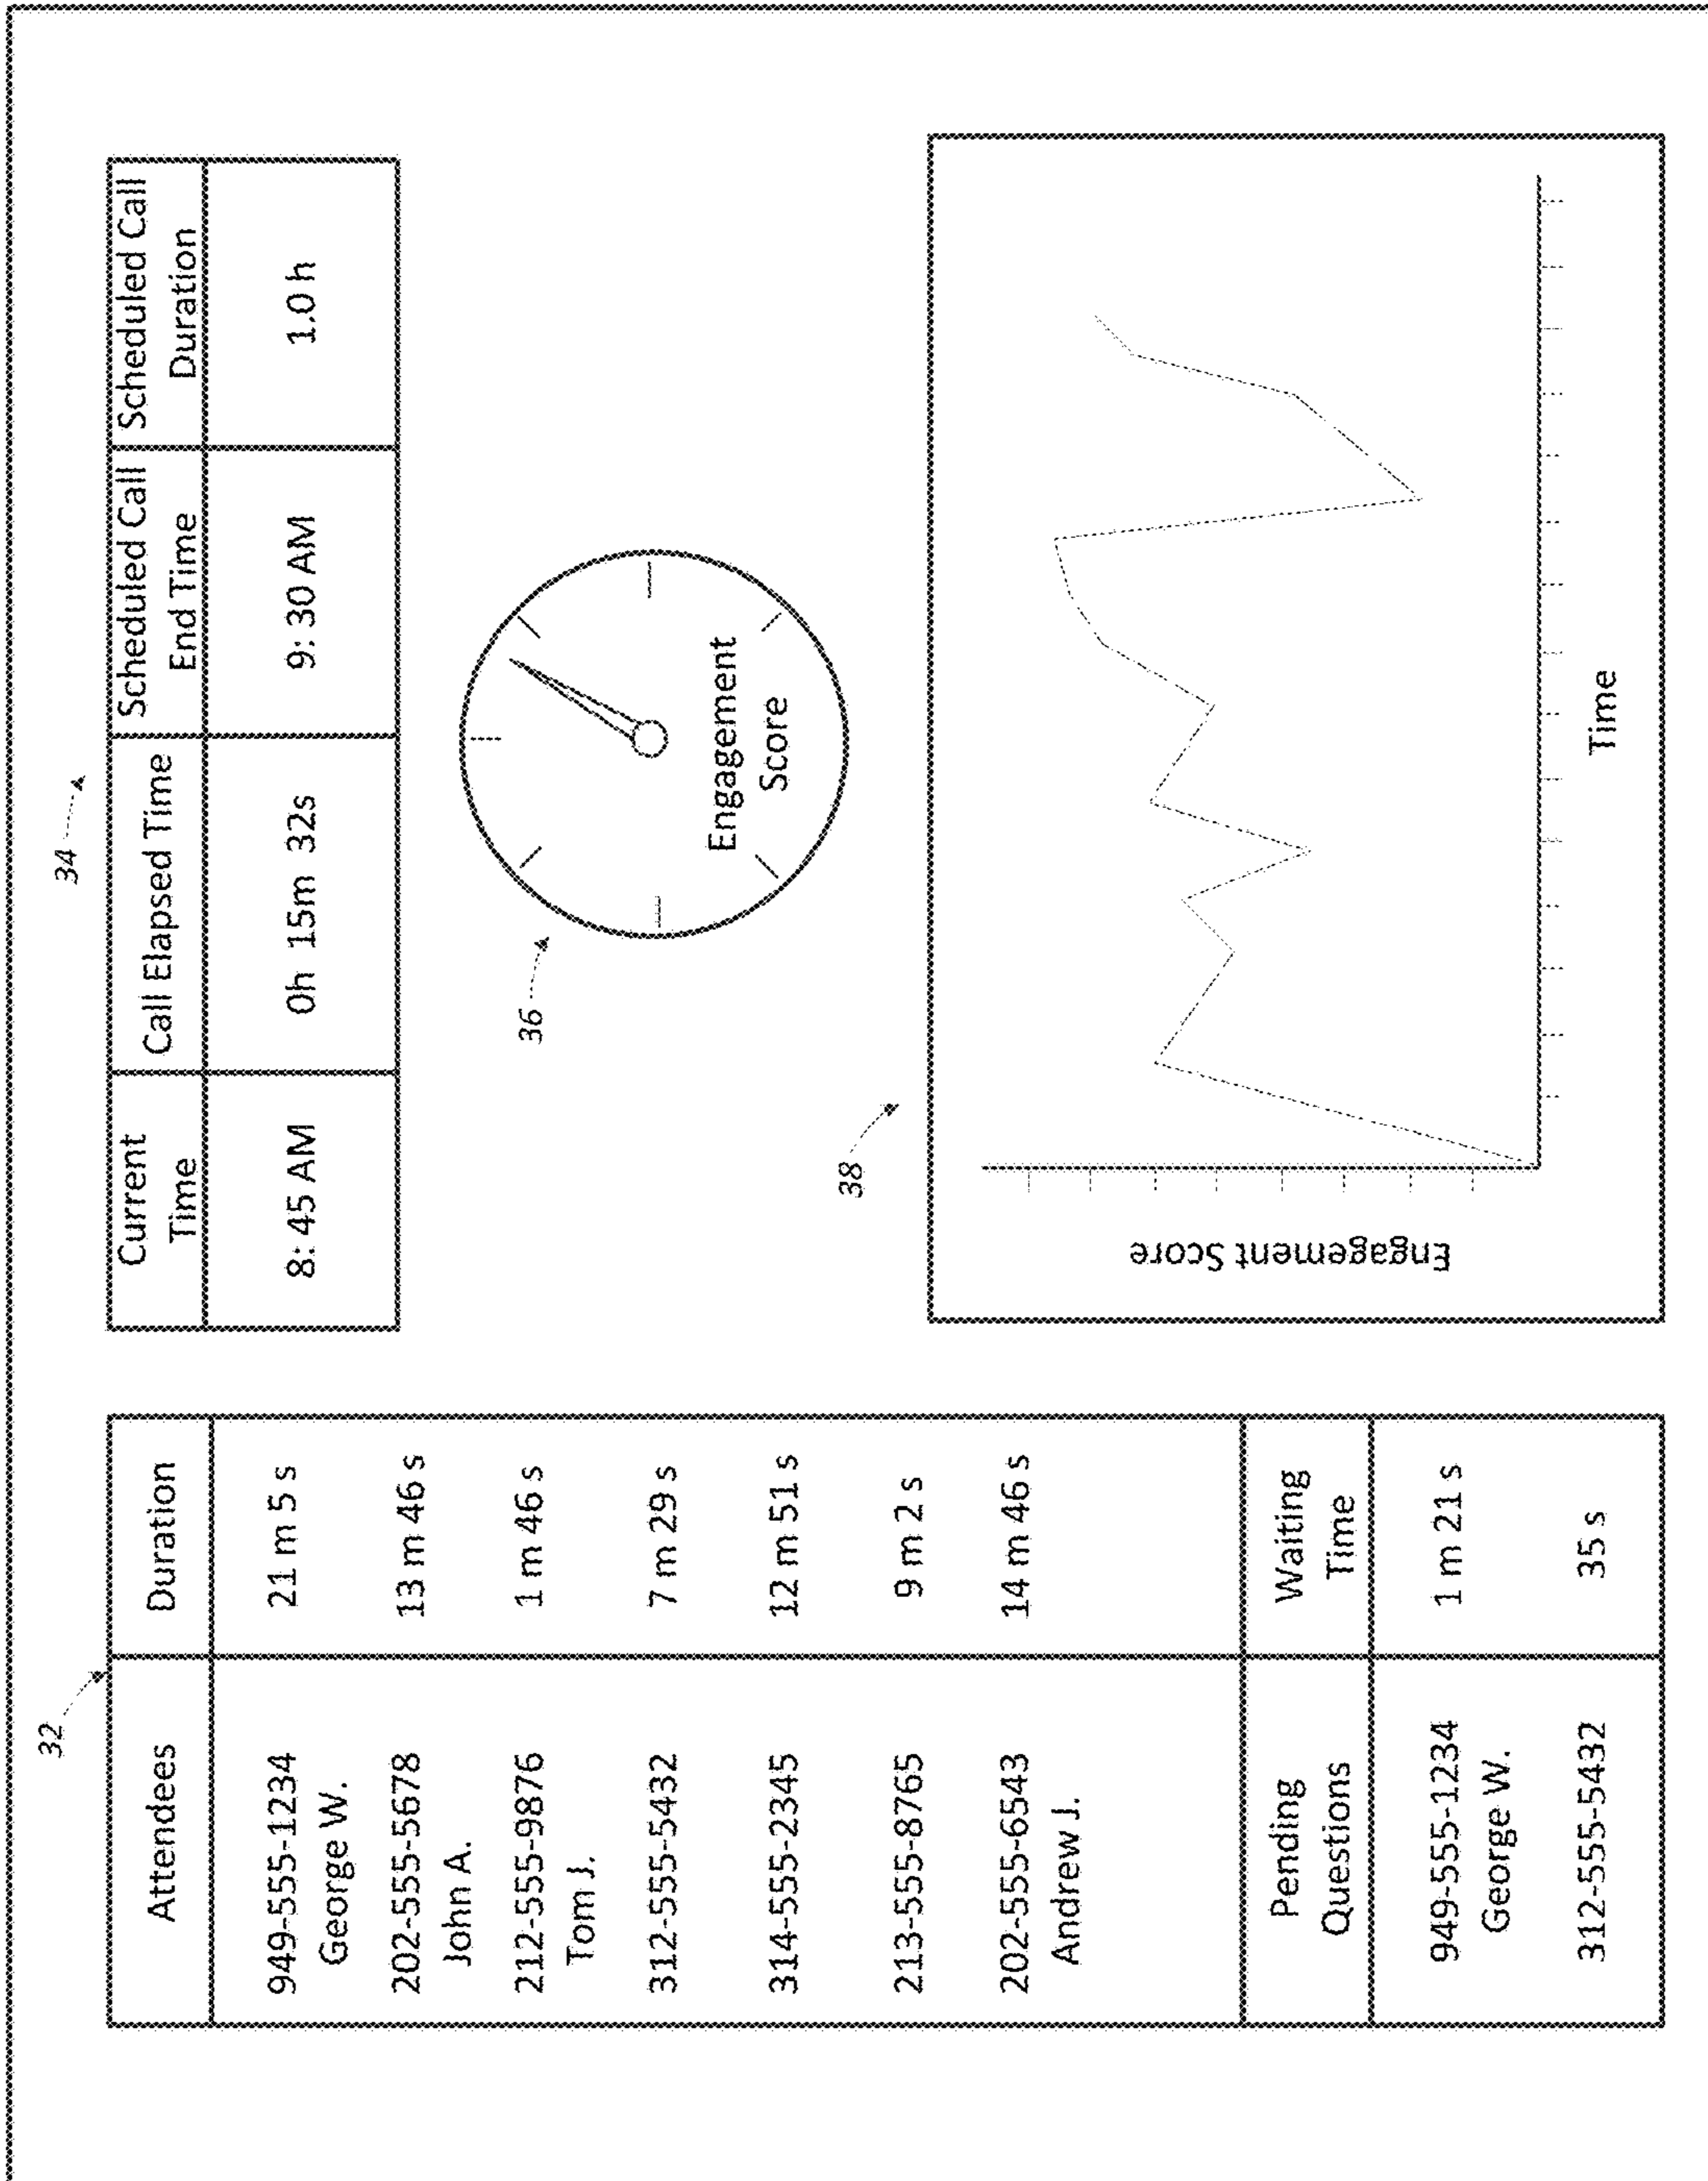 32
Attendees Duration
949-555-1234 21 m 5 s
George W.
202-555-5678 13 m 46 s
John A.
212-555-9876 1 m 46 s
Tom J.
312-555-5432 7 m 29 s
314-555-2345 12 m 51 s
213-555-8765 9 m 2 s
202-555-6543 14 m 46 s
Andrew J.
Pending Waiting
Questions Time
949-555-1234 1 m 21 s
George W.
312-555-5432 35 s
34
Current Call Elapsed Time Scheduled Call Scheduled Call
Time End Time Duration
8: 45 AM 0h 15m 32s 9: 30 AM 1.0 h
36
Engagement
Score
38
Engagement Score
Time